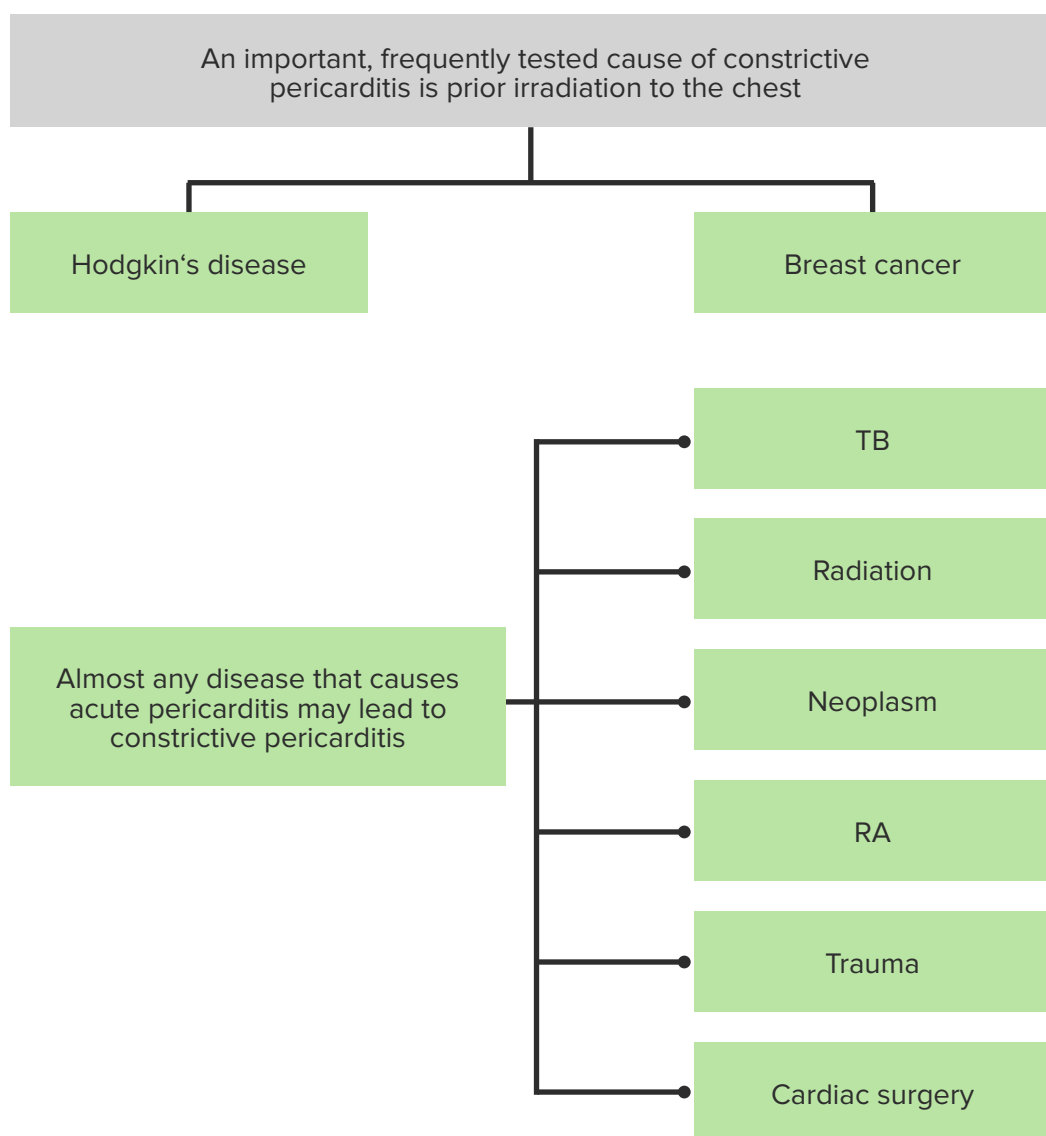 An important, frequently tested cause of constrictive
pericarditis is prior irradiation to the chest
Hodgkin‘s disease
Breast cancer
Almost any disease that causes
acute pericarditis may lead to
constrictive pericarditis
TB
Radiation
Neoplasm
RA
Trauma
Cardiac surgery